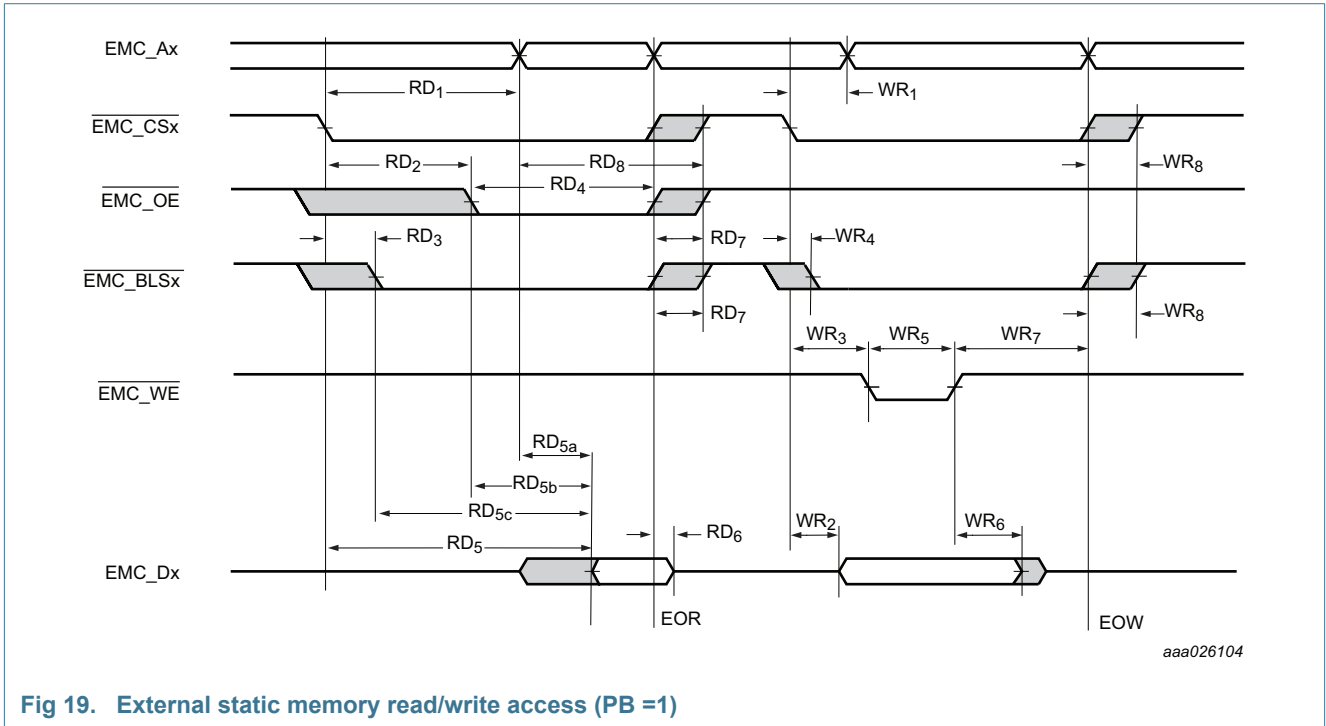 EMC_Ax
RD1
WR1
EMC_CSx
RD2
RD8
WR8
RD4
EMC_OE
RD3
RD7
WR4
EMC_BLSx
RD7
WR8
WR3
WR5
WR7
EMC_WE
RD5a
RD5b
RD5c
WR2
WR6
RD5
RD6
EMC_Dx
EOR
EOW
aaa026104
Fig 19. External static memory read/write access (PB =1)